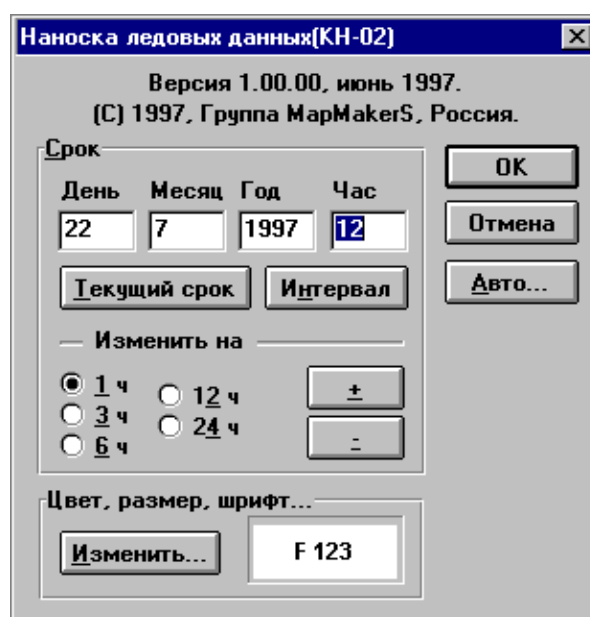 Наноска ледовых данных(КН-02)
Версия 1.00.00, июнь 1997.
(С) 1997, Группа MapMakerS, Россия.
Срок
День Месяц Год Час
22 7 1997 12
Текущий срок Интервал
Изменить на
1 ч 12 ч +
3 ч 24 ч
6 ч -
Цвет, размер, шрифт...
Изменить... F 123
OK
Отмена
Авто...